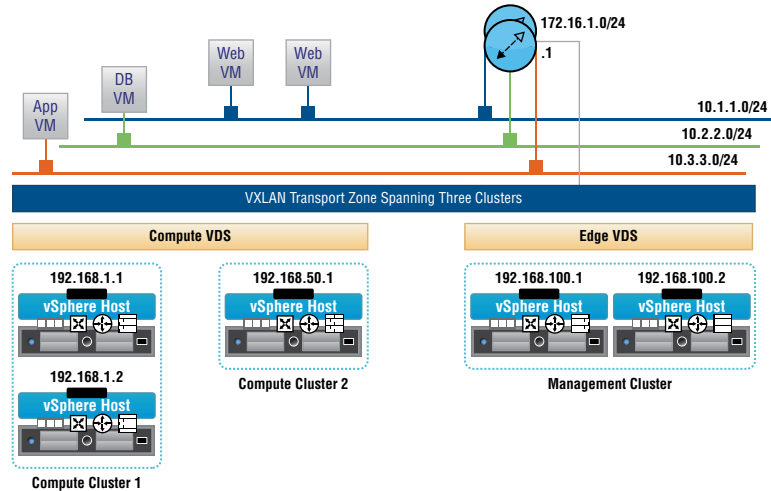 172.16.1.0/24
.1
Web
VM
Web
VM
DB
VM
App
VM
10.1.1.0/24
10.2.2.0/24
10.3.3.0/24
VXLAN Transport Zone Spanning Three Clusters
Compute VDS
Edge VDS
192.168.1.1
vSphere Host
192.168.50.1
vSphere Host
192.168.100.1
vSphere Host
192.168.100.2
vSphere Host
192.168.1.2
vSphere Host
Compute Cluster 2
Management Cluster
Compute Cluster 1